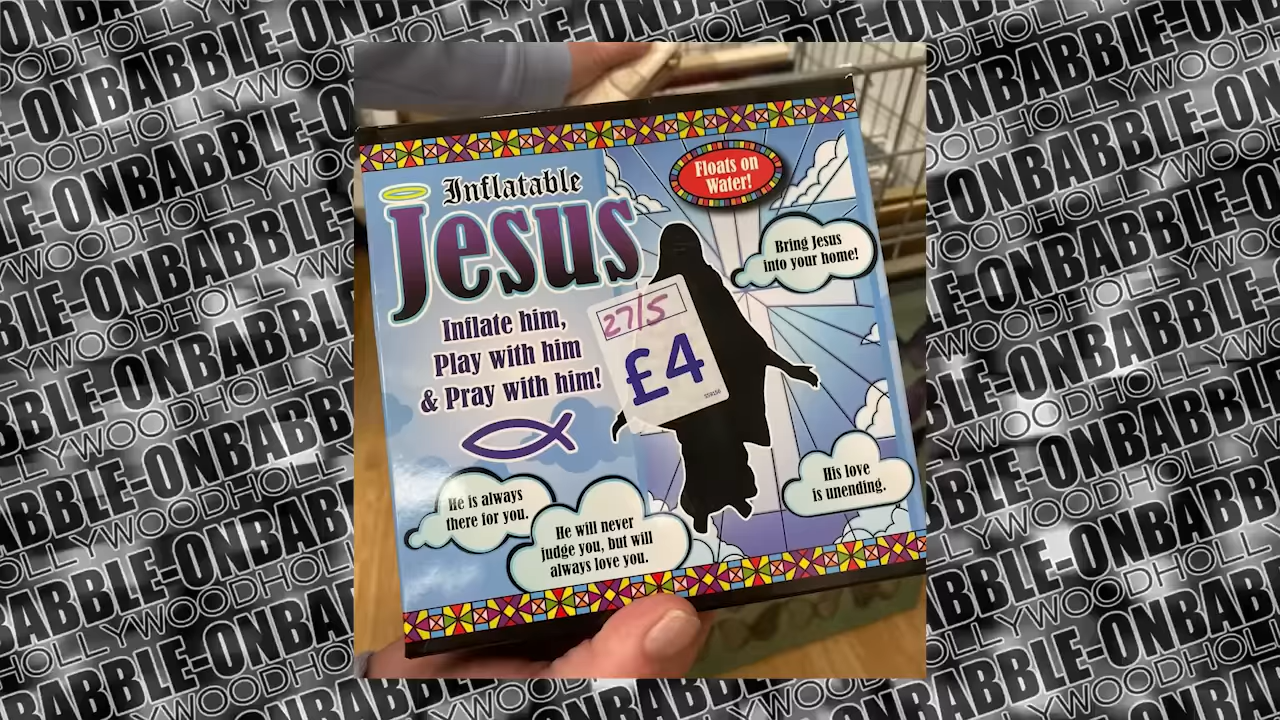 Inflatable
Jesus
Inflate him,
Play with him
& Pray with him!
Floats on
Water!
Bring Jesus
into your home!
27/5
£4
His love
is unending.
He is always
there for you.
He will never
judge you, but will
always love you.
BABBLE-ON
HOLLYWOOD